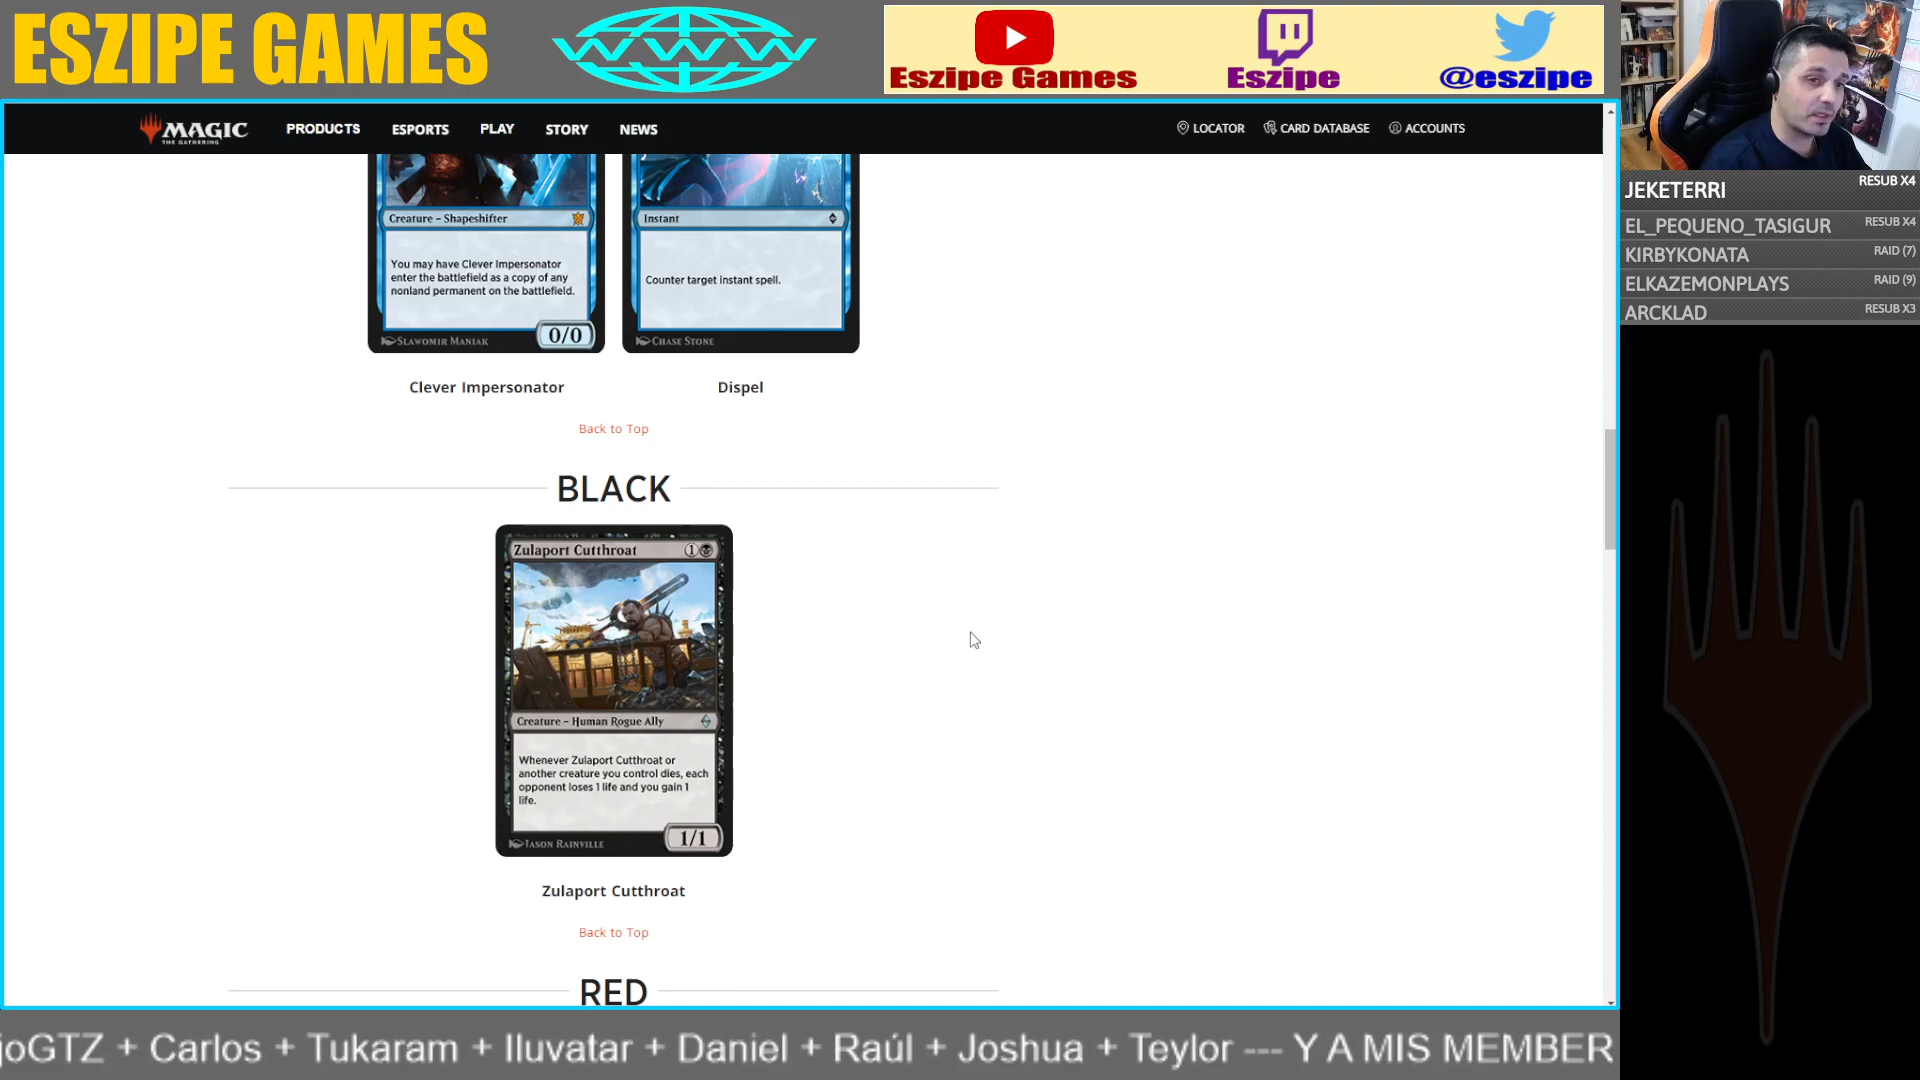 ESZIPE GAMES
WWW
Eszipe Games
Eszipe
@eszipe
MAGIC
THE GATHERING
PRODUCTS
ESPORTS
PLAY
STORY
NEWS
LOCATOR
CARD DATABASE
ACCOUNTS
JEKETERRI RESUB X4
EL_PEQUENO_TASIGUR RESUB X4
KIRBYKONATA RAID (7)
ELKAZEMONPLAYS RAID (9)
ARCKLAD RESUB X3
Creature – Shapeshifter
You may have Clever Impersonator
enter the battlefield as a copy of any
nonland permanent on the battlefield.
0/0
SLAWOMIR MANIAK
Clever Impersonator
Instant
Counter target instant spell.
CHASE STONE
Dispel
Back to Top
BLACK
Zulaport Cutthroat 1
Creature – Human Rogue Ally
Whenever Zulaport Cutthroat or
another creature you control dies, each
opponent loses 1 life and you gain 1
life.
1/1
JASON RAINVILLE
Zulaport Cutthroat
Back to Top
RED
joGTZ + Carlos + Tukaram + Iluvatar + Daniel + Raúl + Joshua + Teylor --- Y A MIS MEMBER